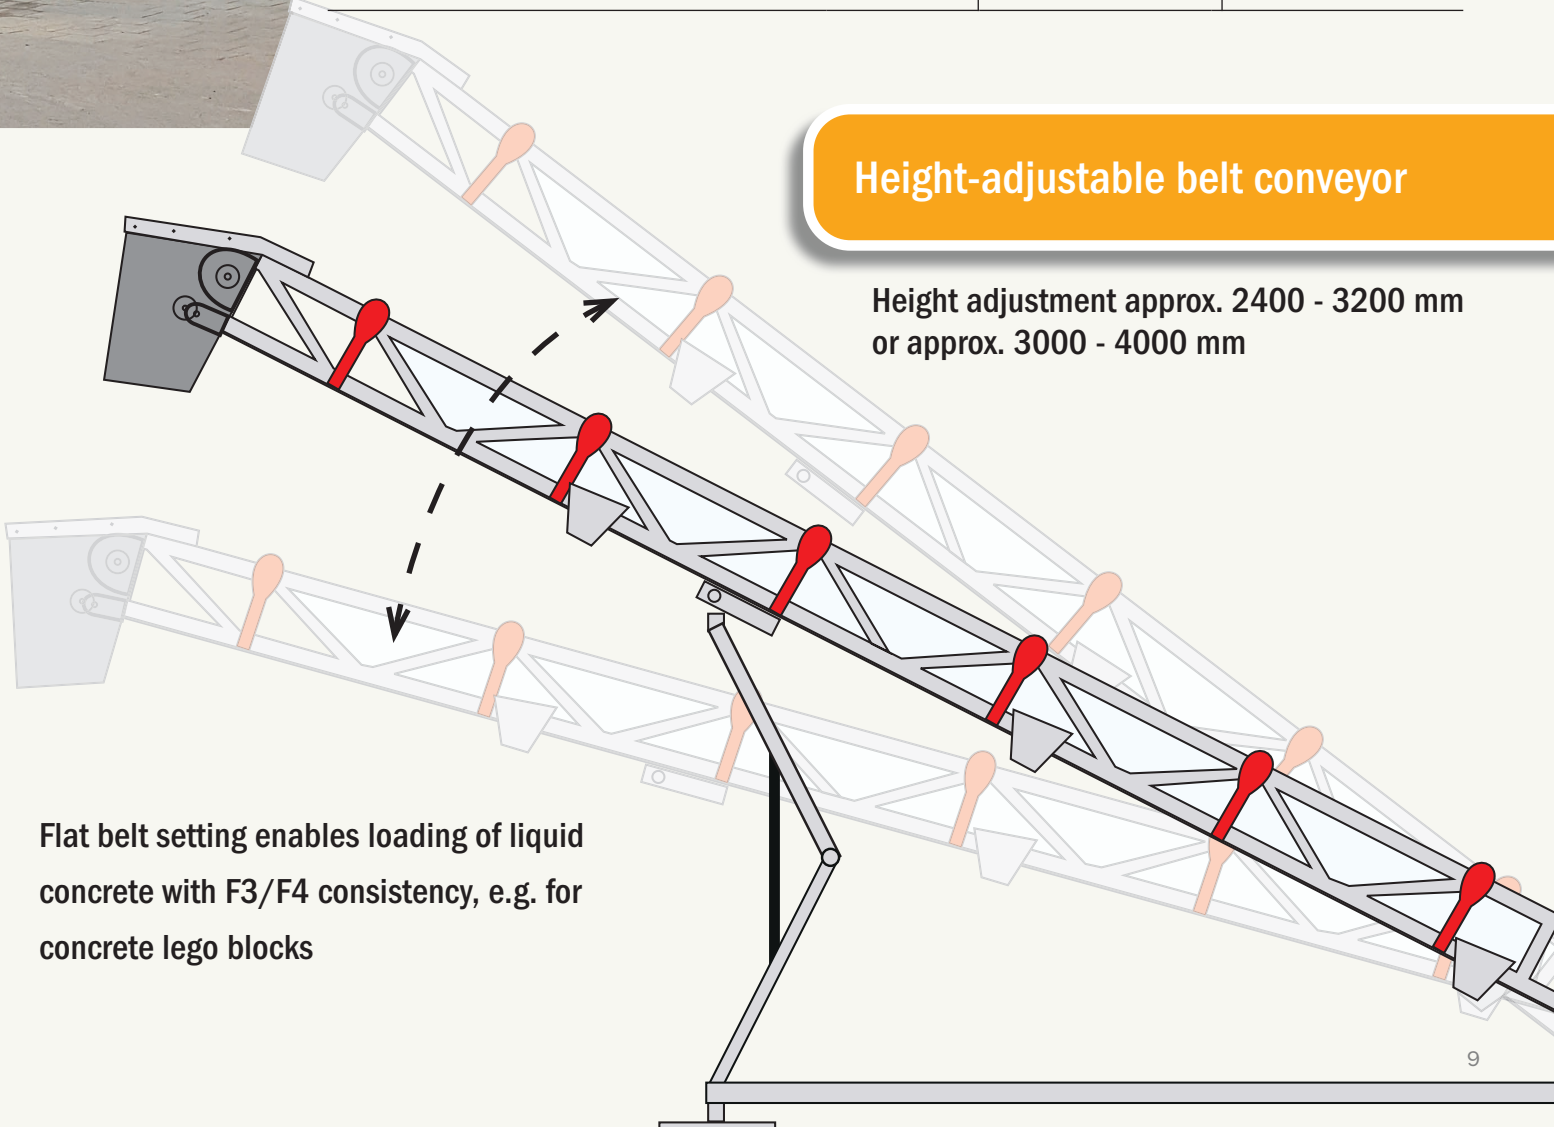 Height-adjustable belt conveyor
Height adjustment approx. 2400 - 3200 mm
or approx. 3000 - 4000 mm
Flat belt setting enables loading of liquid
concrete with F3/F4 consistency, e.g. for
concrete lego blocks
9